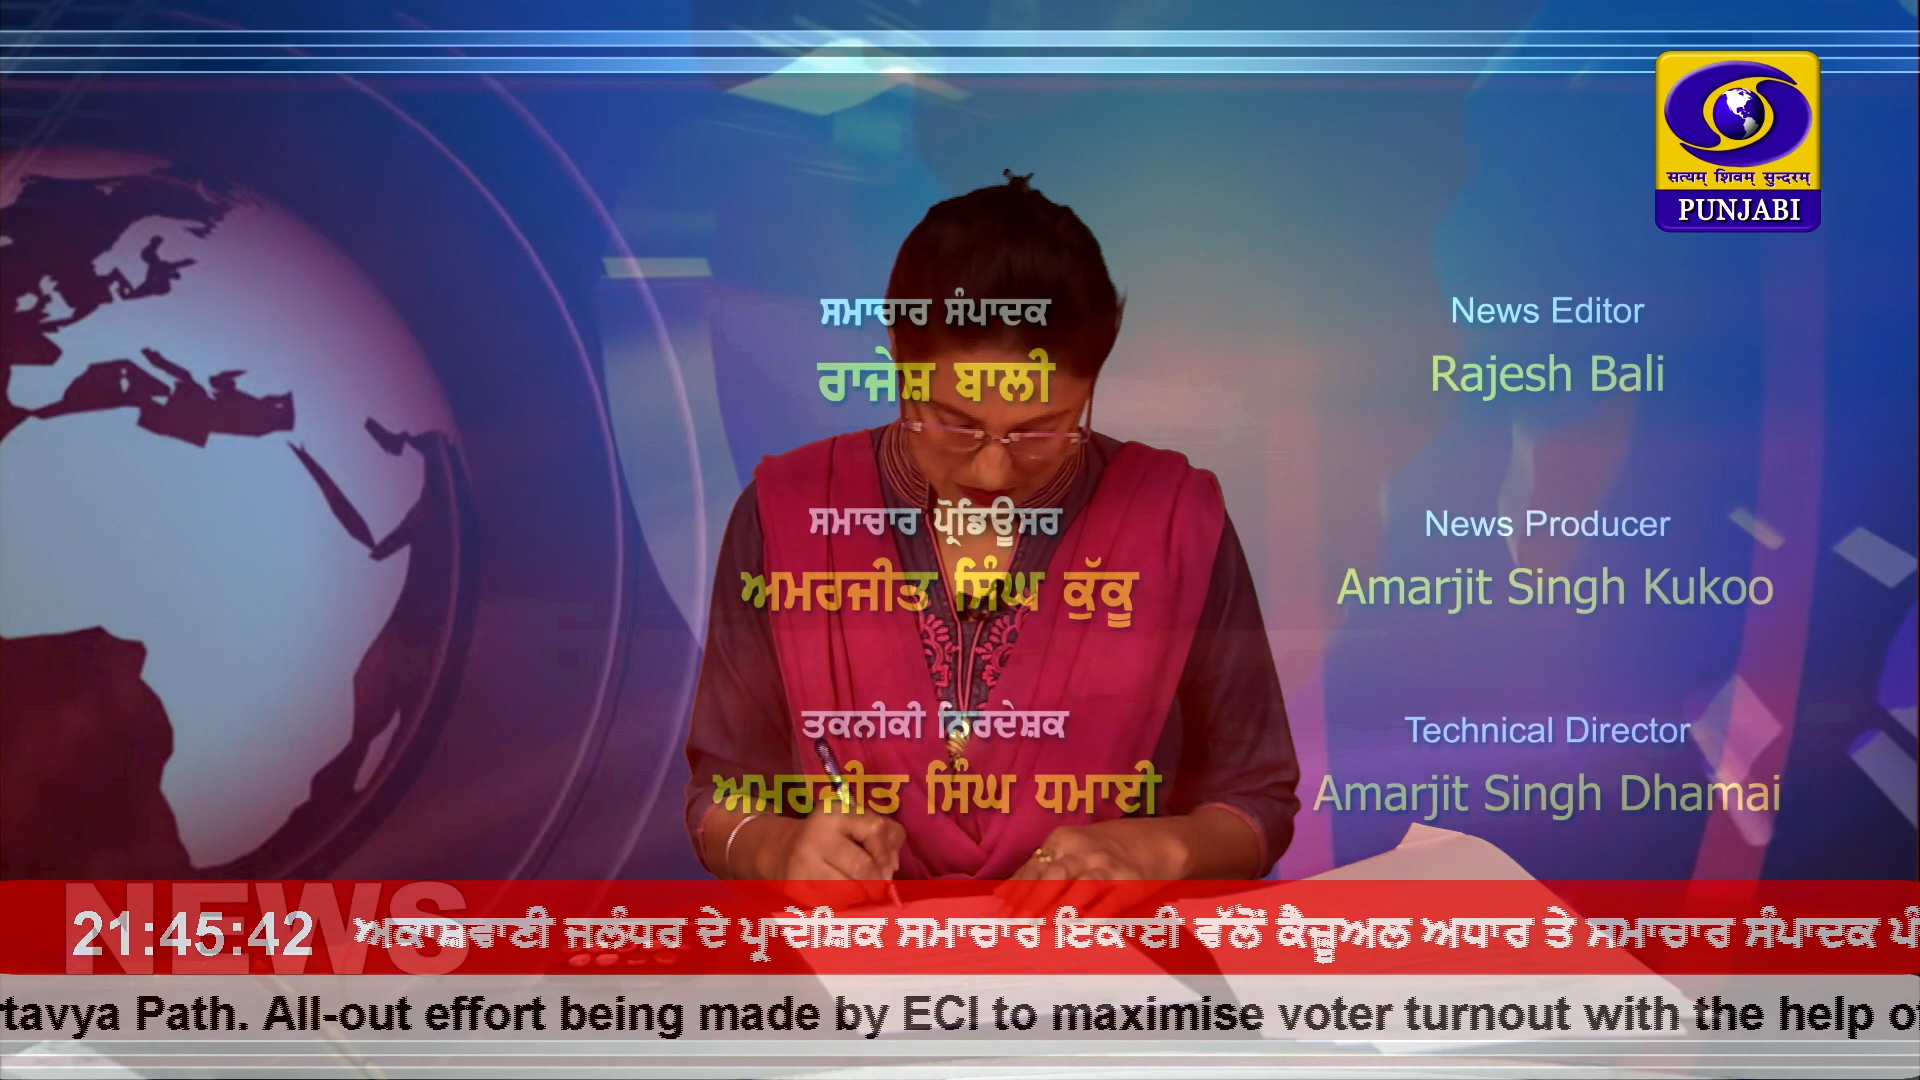 सत्यम् शिवम् सुन्दरम्
PUNJABI
ਸਮਾਚਾਰ ਸੰਪਾਦਕ
News Editor
ਰਾਜੇਸ਼ ਬਾਲੀ
Rajesh Bali
ਸਮਾਚਾਰ ਪ੍ਰੋਡਿਊਸਰ
News Producer
ਅਮਰਜੀਤ ਸਿੰਘ ਕੁੱਕੂ
Amarjit Singh Kukoo
ਤਕਨੀਕੀ ਨਿਰਦੇਸ਼ਕ
Technical Director
ਅਮਰਜੀਤ ਸਿੰਘ ਧਮਾਈ
Amarjit Singh Dhamai
NEWS
21:45:42 ਅਕਾਸ਼ਵਾਣੀ ਜਲੰਧਰ ਦੇ ਪ੍ਰਾਦੇਸ਼ਿਕ ਸਮਾਚਾਰ ਇਕਾਈ ਵੱਲੋਂ ਕੈਜ਼ੂਅਲ ਅਧਾਰ ਤੇ ਸਮਾਚਾਰ ਸੰਪਾਦਕ
tavya Path. All-out effort being made by ECI to maximise voter turnout with the help of